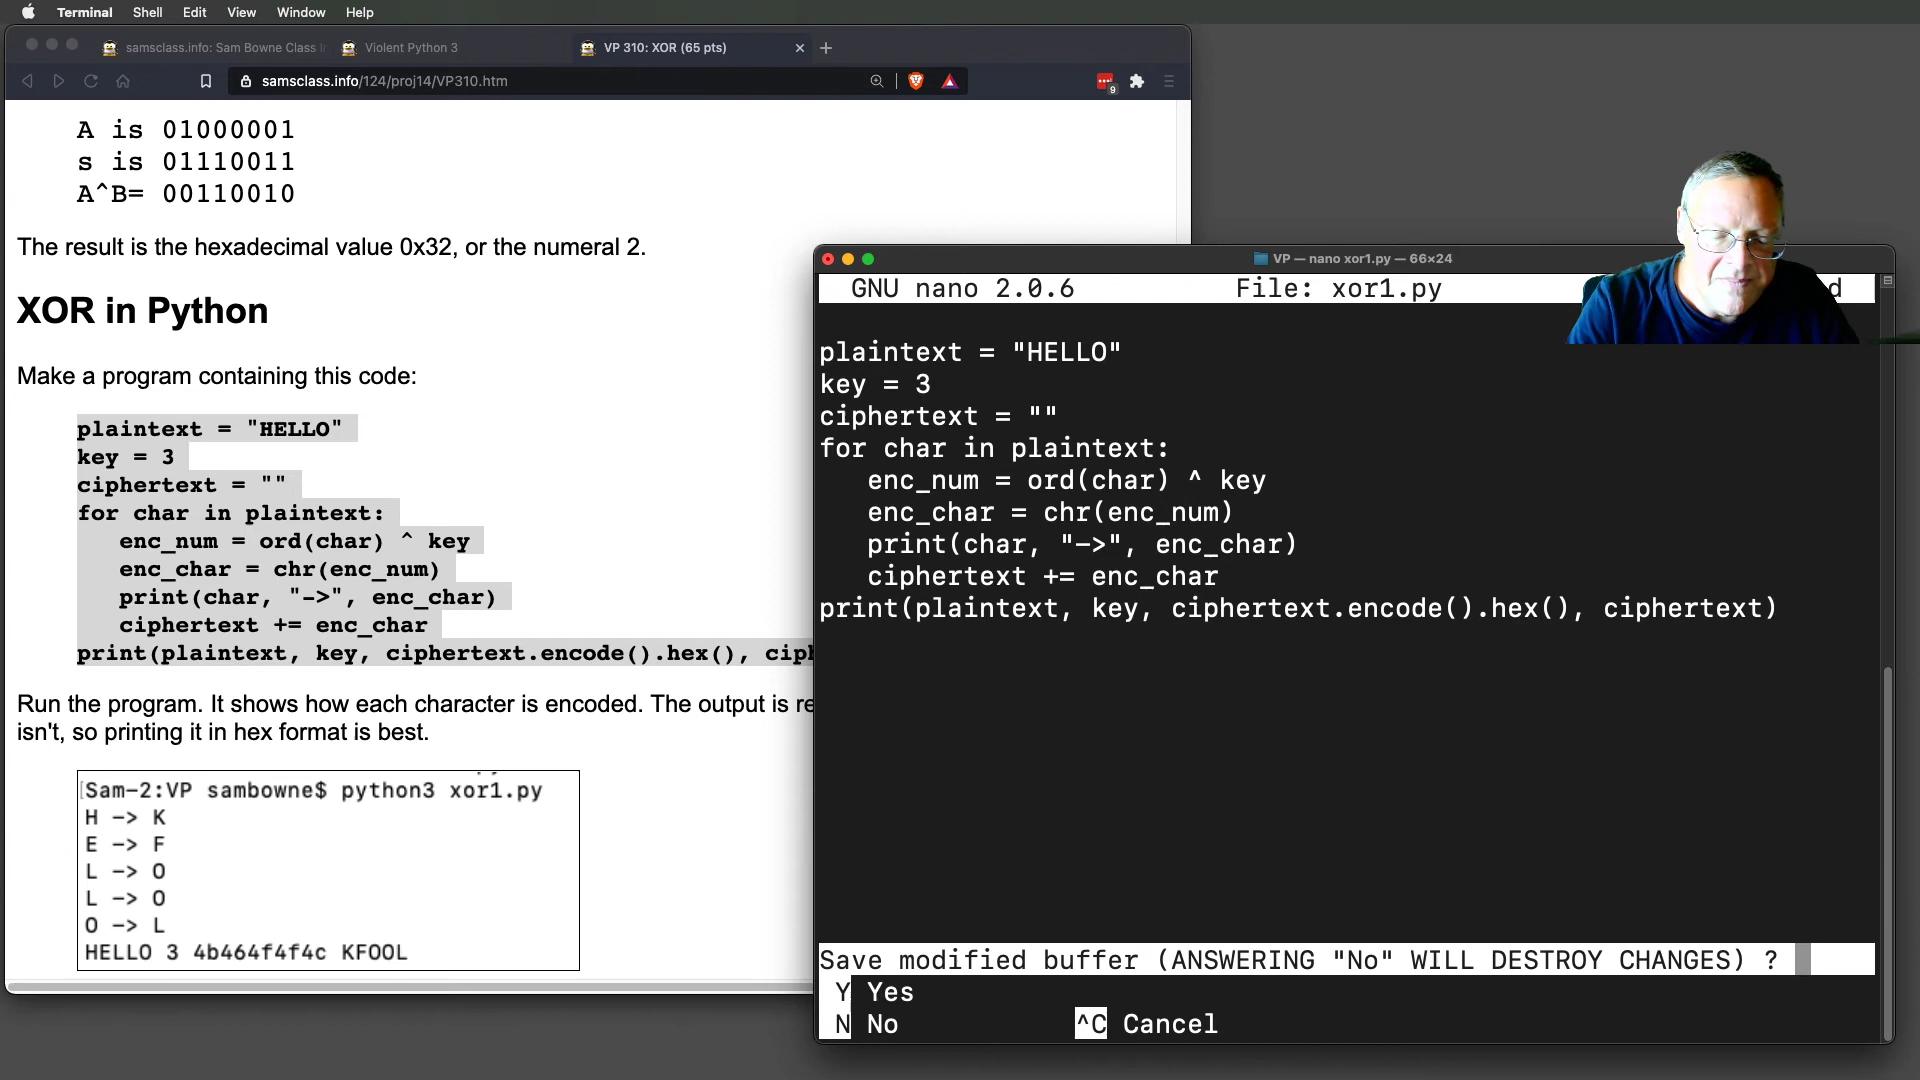 Terminal Shell Edit View Window Help
samsclass.info: Sam Bowne Class I
Violent Python 3
VP 310: XOR (65 pts)
samsclass.info/124/proj14/VP310.htm
9
A is 01000001
s is 01110011
A^B= 00110010
The result is the hexadecimal value 0x32, or the numeral 2.
XOR in Python
Make a program containing this code:
plaintext = "HELLO"
key = 3
ciphertext = ""
for char in plaintext:
   enc_num = ord(char) ^ key
   enc_char = chr(enc_num)
   print(char, "->", enc_char)
   ciphertext += enc_char
print(plaintext, key, ciphertext.encode().hex(), ciph
Run the program. It shows how each character is encoded. The output is re
isn't, so printing it in hex format is best.
[Sam-2:VP sambowne$ python3 xor1.py
H -> K
E -> F
L -> O
L -> O
O -> L
HELLO 3 4b464f4f4c KFOOL
VP — nano xor1.py — 66×24
GNU nano 2.0.6 File: xor1.py d
plaintext = "HELLO"
key = 3
ciphertext = ""
for char in plaintext:
   enc_num = ord(char) ^ key
   enc_char = chr(enc_num)
   print(char, "->", enc_char)
   ciphertext += enc_char
print(plaintext, key, ciphertext.encode().hex(), ciphertext)
Save modified buffer (ANSWERING "No" WILL DESTROY CHANGES) ?
Y Yes
N No ^C Cancel